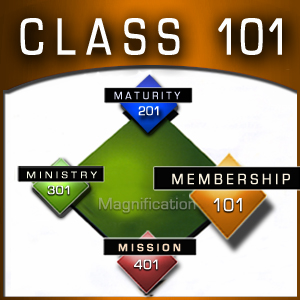 CLASS 101
MATURITY
201
MINISTRY
301
MEMBERSHIP
101
Magnification
MISSION
401